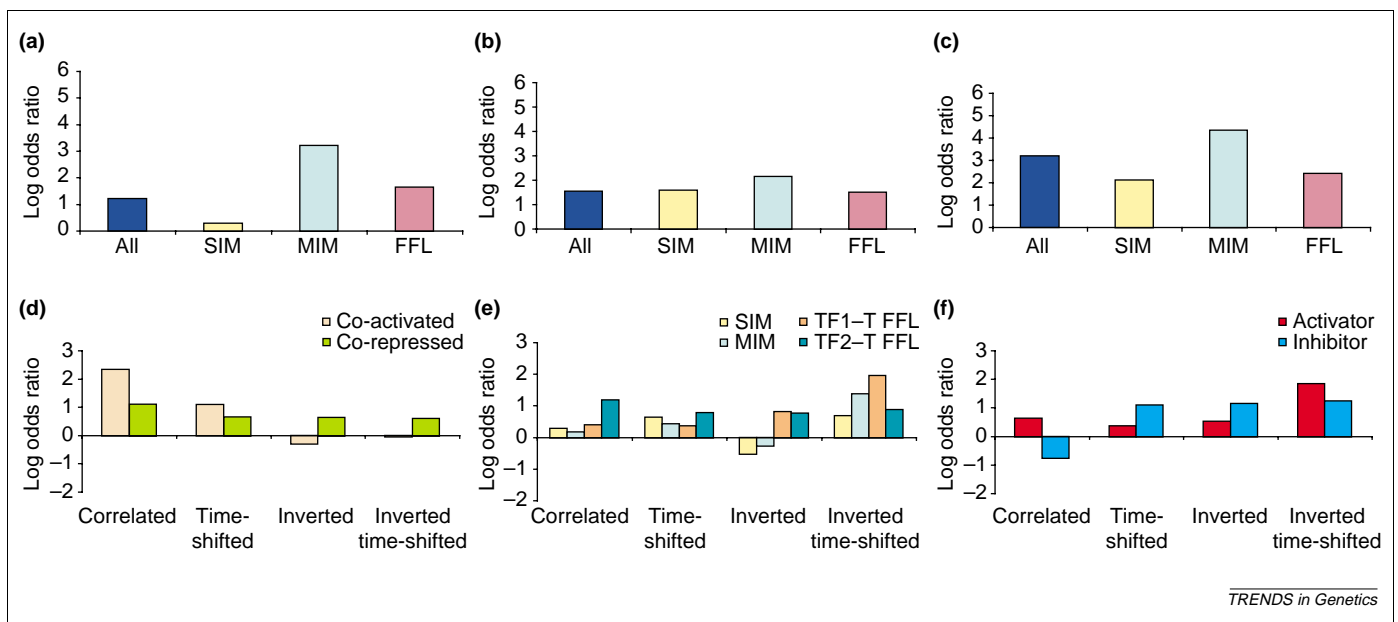 (a)
Log odds ratio
6
5
4
3
2
1
0
All SIM MIM FFL
(b)
Log odds ratio
6
5
4
3
2
1
0
All SIM MIM FFL
(c)
Log odds ratio
6
5
4
3
2
1
0
All SIM MIM FFL
(d)
Co-activated
Co-repressed
Log odds ratio
3
2
1
0
–1
–2
Correlated Time- Inverted Inverted
shifted time-shifted
(e)
SIM TF1–T FFL
MIM TF2–T FFL
Log odds ratio
3
2
1
0
–1
–2
Correlated Time- Inverted Inverted
shifted time-shifted
(f)
Activator
Inhibitor
Log odds ratio
3
2
1
0
–1
–2
Correlated Time- Inverted Inverted
shifted time-shifted
TRENDS in Genetics